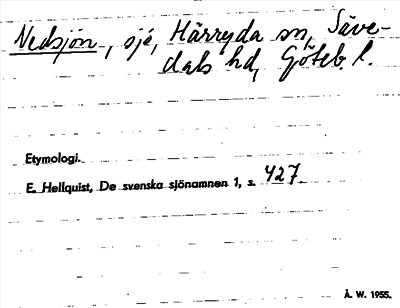 Nedsjön, sjö, Härryda sn, Säve-
dals hd, Göteb. l.
Etymologi.
E. Hellquist, De svenska sjönamnen 1, s. 427.
Å. W. 1955.